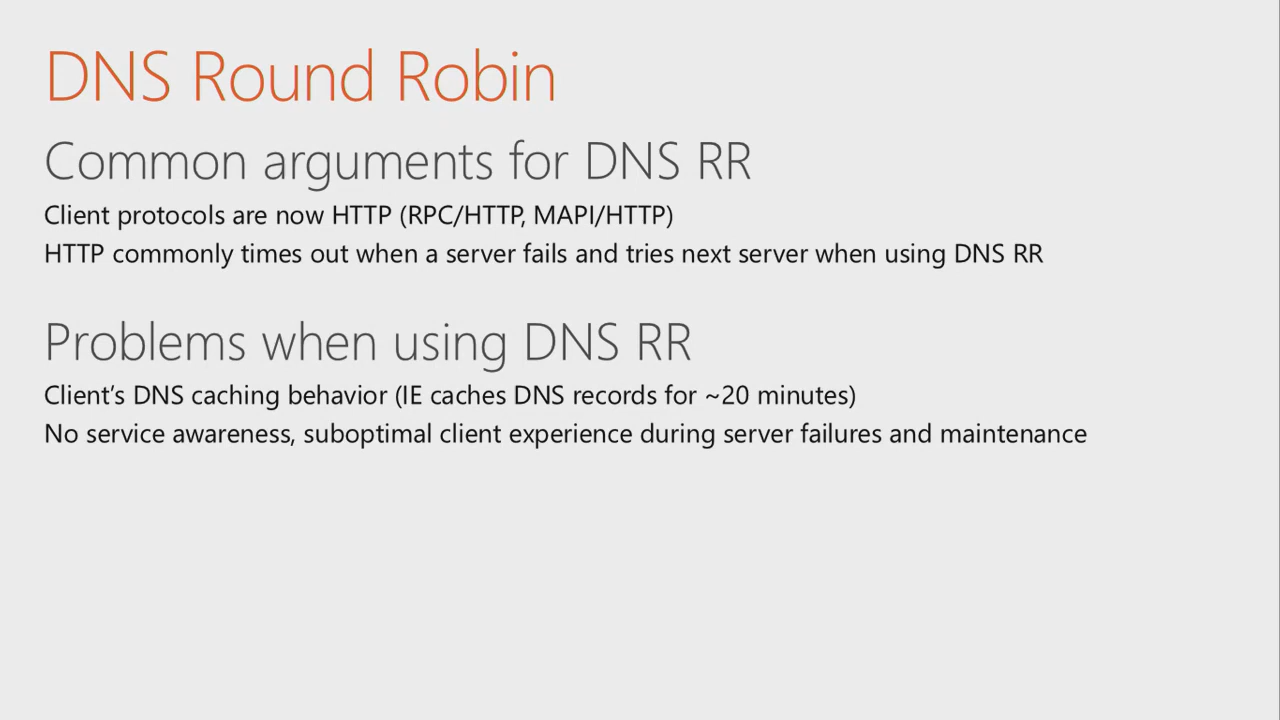 DNS Round Robin
Common arguments for DNS RR
Client protocols are now HTTP (RPC/HTTP, MAPI/HTTP)
HTTP commonly times out when a server fails and tries next server when using DNS RR
Problems when using DNS RR
Client’s DNS caching behavior (IE caches DNS records for ~20 minutes)
No service awareness, suboptimal client experience during server failures and maintenance